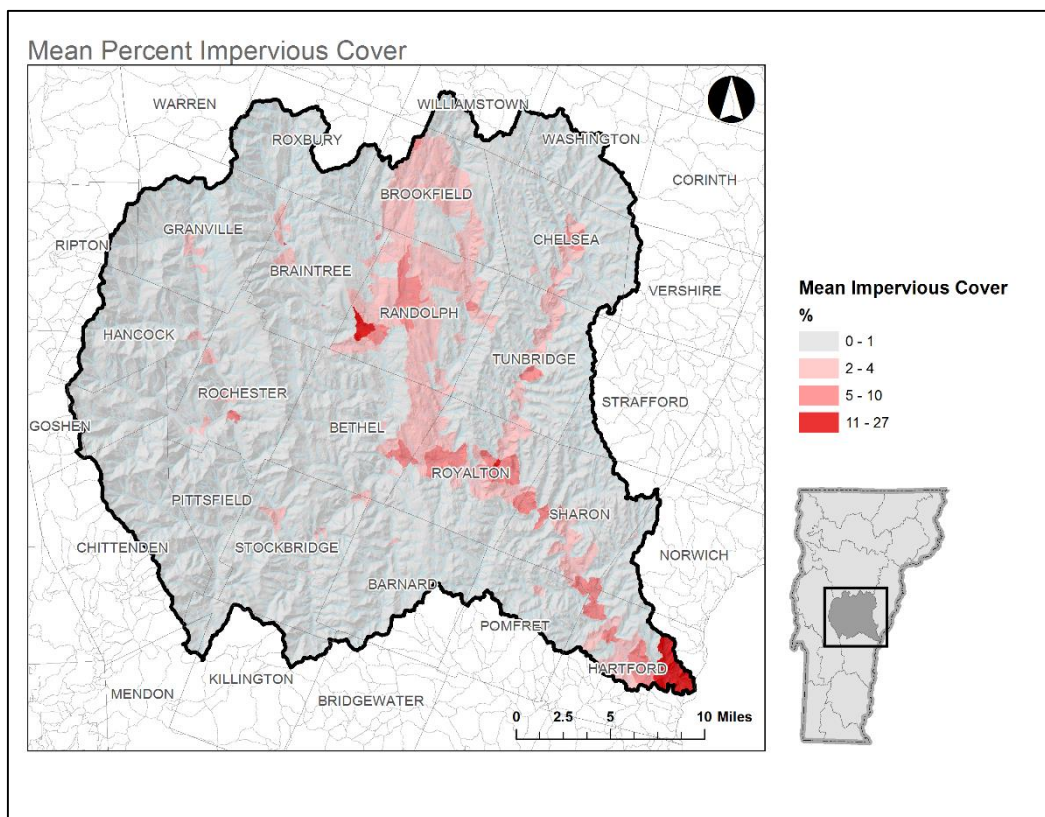 Mean Percent Impervious Cover
WARREN
WILLIAMSTOWN
ROXBURY
WASHINGTON
CORINTH
BROOKFIELD
GRANVILLE
CHELSEA
RIPTON
BRAINTREE
VERSHIRE
RANDOLPH
HANCOCK
TUNBRIDGE
ROCHESTER
STRAFFORD
GOSHEN
BETHEL
ROYALTON
PITTSFIELD
SHARON
CHITTENDEN
STOCKBRIDGE
NORWICH
BARNARD
POMFRET
HARTFORD
KILLINGTON
MENDON
BRIDGEWATER
0 2.5 5 10 Miles
Mean Impervious Cover
%
0 - 1
2 - 4
5 - 10
11 - 27